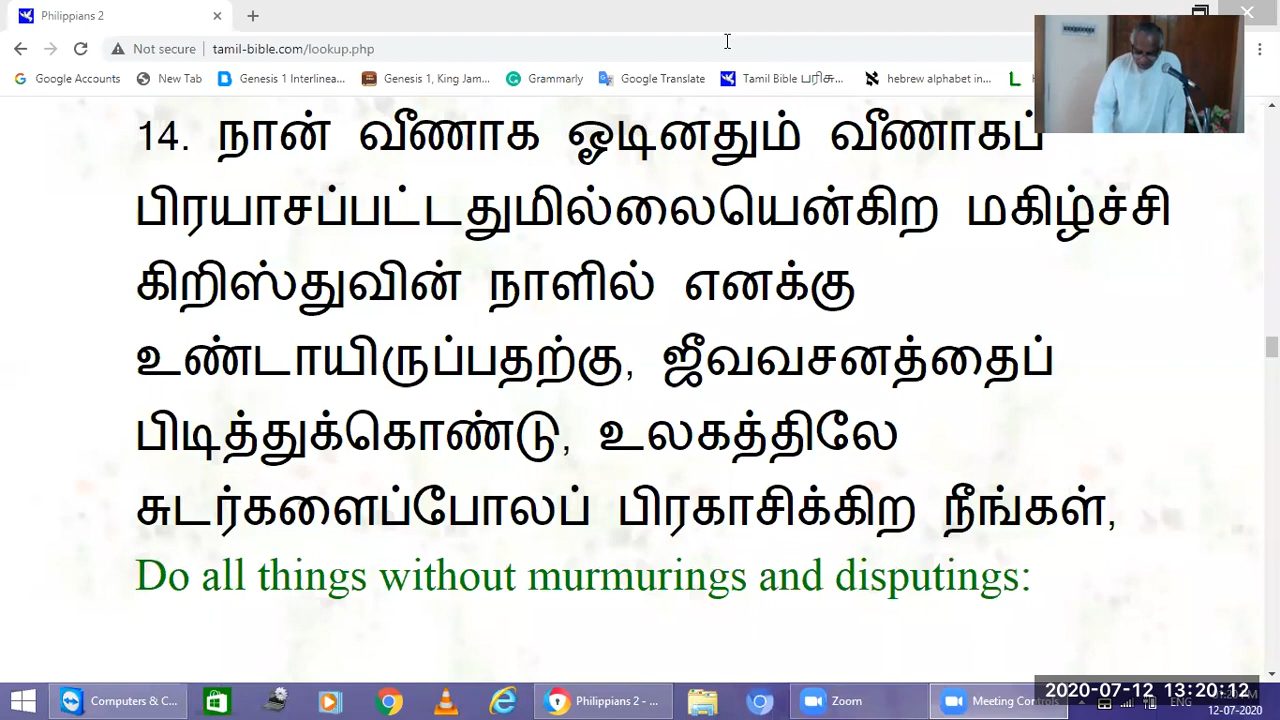 Philippians 2
Not secure | tamil-bible.com/lookup.php
Google Accounts New Tab Genesis 1 Interlinea... Genesis 1, King Jam... Grammarly Google Translate Tamil Bible பரிசு... hebrew alphabet in...
14. நான் வீணாக ஓடினதும் வீணாகப்
பிரயாசப்பட்டதுமில்லையென்கிற மகிழ்ச்சி
கிறிஸ்துவின் நாளில் எனக்கு
உண்டாயிருப்பதற்கு, ஜீவவசனத்தைப்
பிடித்துக்கொண்டு, உலகத்திலே
சுடர்களைப்போலப் பிரகாசிக்கிற நீங்கள்,
Do all things without murmurings and disputings:
Computers & C... Philippians 2 - ... Zoom Meeting Controls
2020-07-12 13:20:12
ENG
12-07-2020